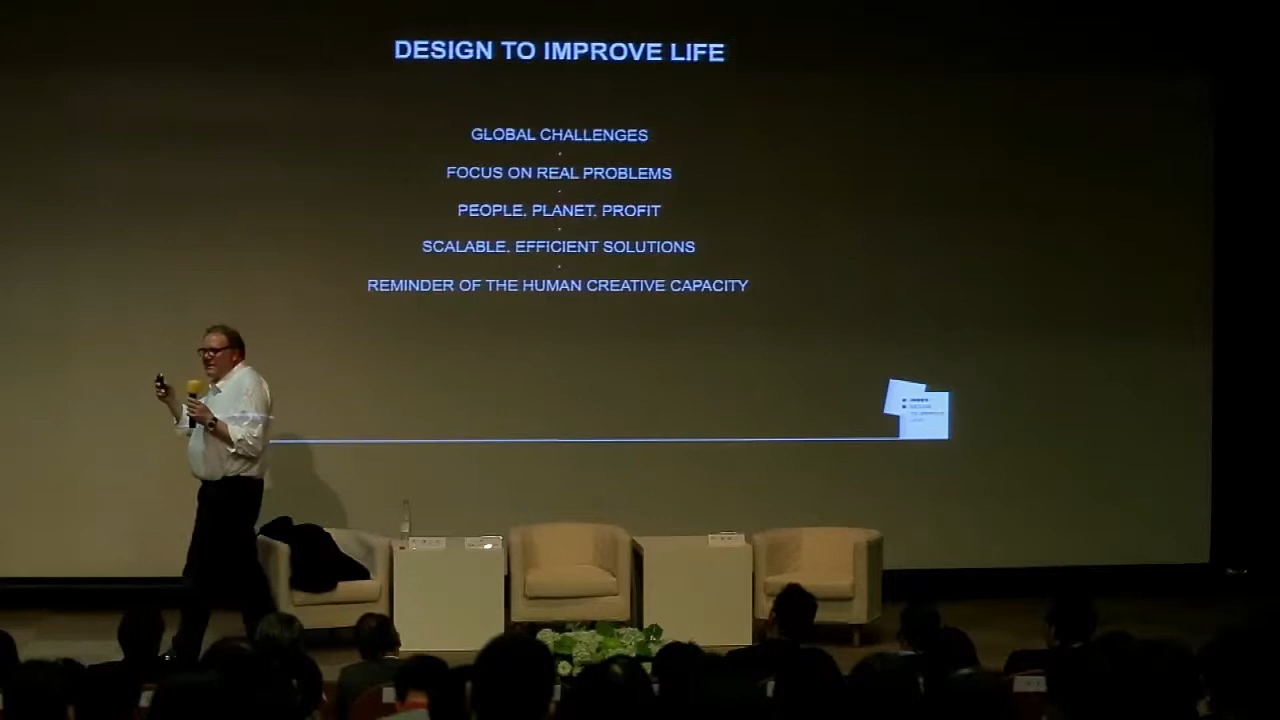 DESIGN TO IMPROVE LIFE
GLOBAL CHALLENGES
FOCUS ON REAL PROBLEMS
PEOPLE, PLANET, PROFIT
SCALABLE, EFFICIENT SOLUTIONS
REMINDER OF THE HUMAN CREATIVE CAPACITY